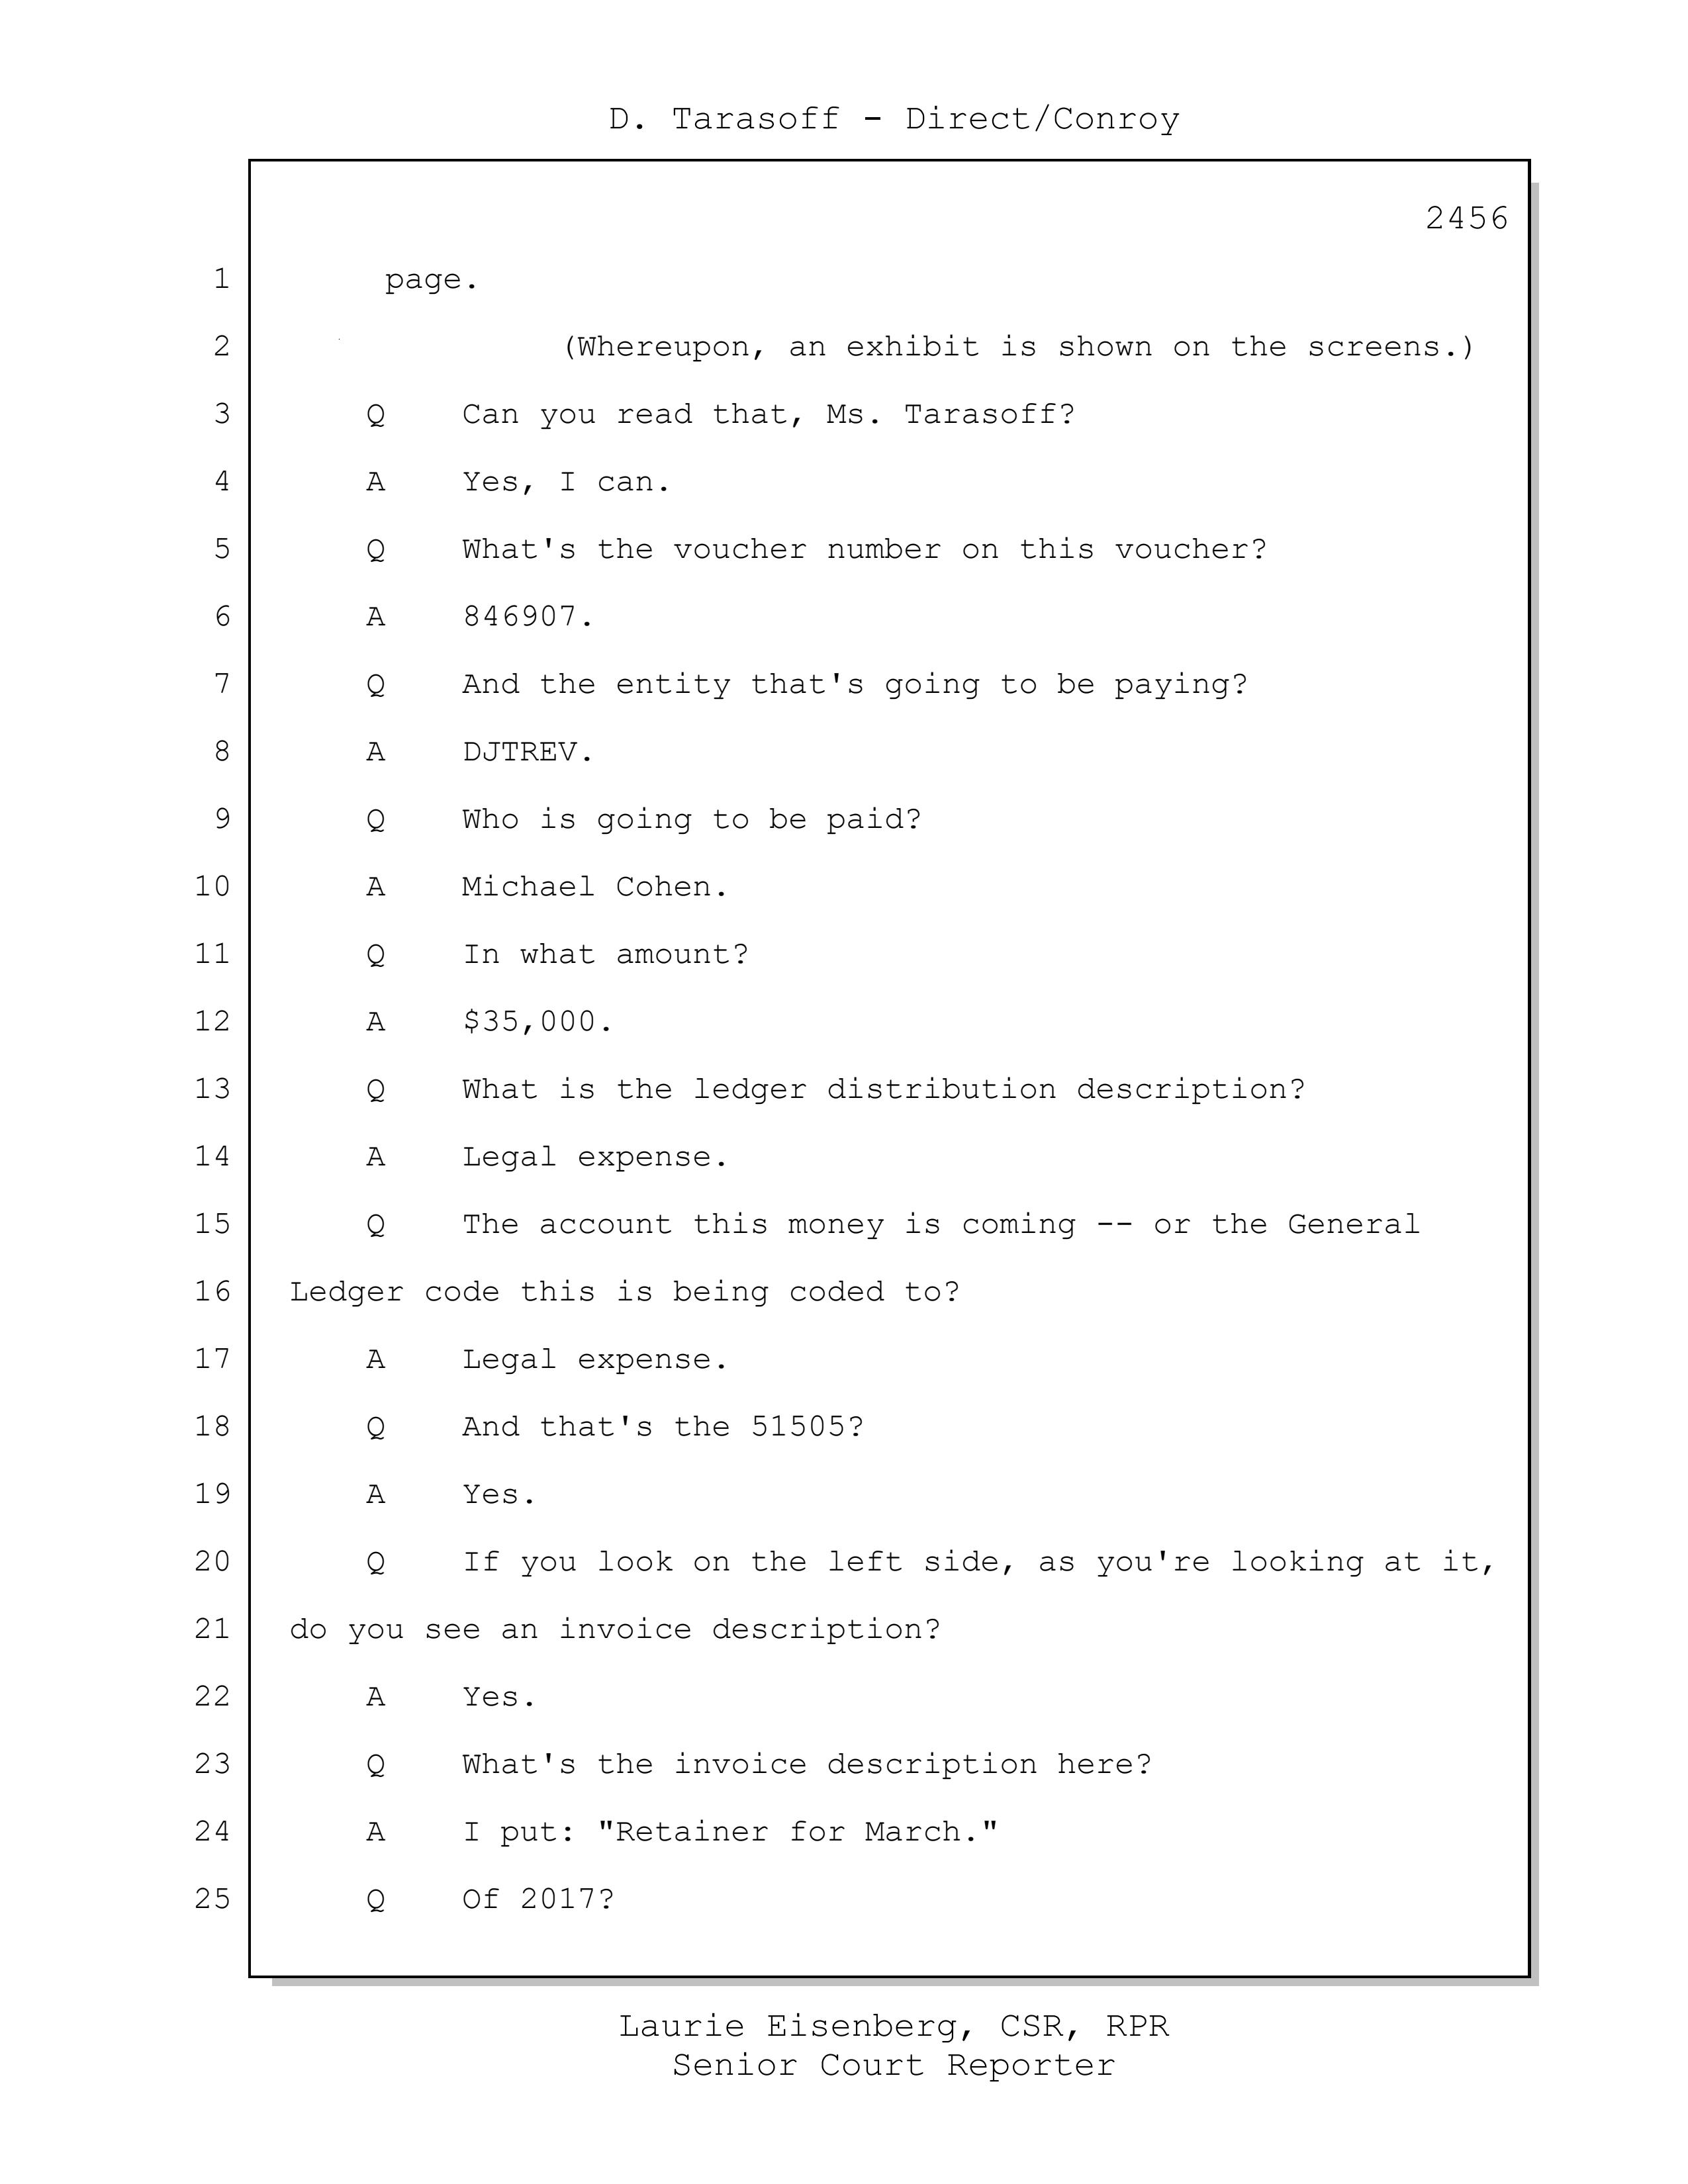 D. Tarasoff - Direct/Conroy
2456
1 page.
2 (Whereupon, an exhibit is shown on the screens.)
3 Q Can you read that, Ms. Tarasoff?
4 A Yes, I can.
5 Q What's the voucher number on this voucher?
6 A 846907.
7 Q And the entity that's going to be paying?
8 A DJTREV.
9 Q Who is going to be paid?
10 A Michael Cohen.
11 Q In what amount?
12 A $35,000.
13 Q What is the ledger distribution description?
14 A Legal expense.
15 Q The account this money is coming -- or the General
16 Ledger code this is being coded to?
17 A Legal expense.
18 Q And that's the 51505?
19 A Yes.
20 Q If you look on the left side, as you're looking at it,
21 do you see an invoice description?
22 A Yes.
23 Q What's the invoice description here?
24 A I put: "Retainer for March."
25 Q Of 2017?
Laurie Eisenberg, CSR, RPR
Senior Court Reporter